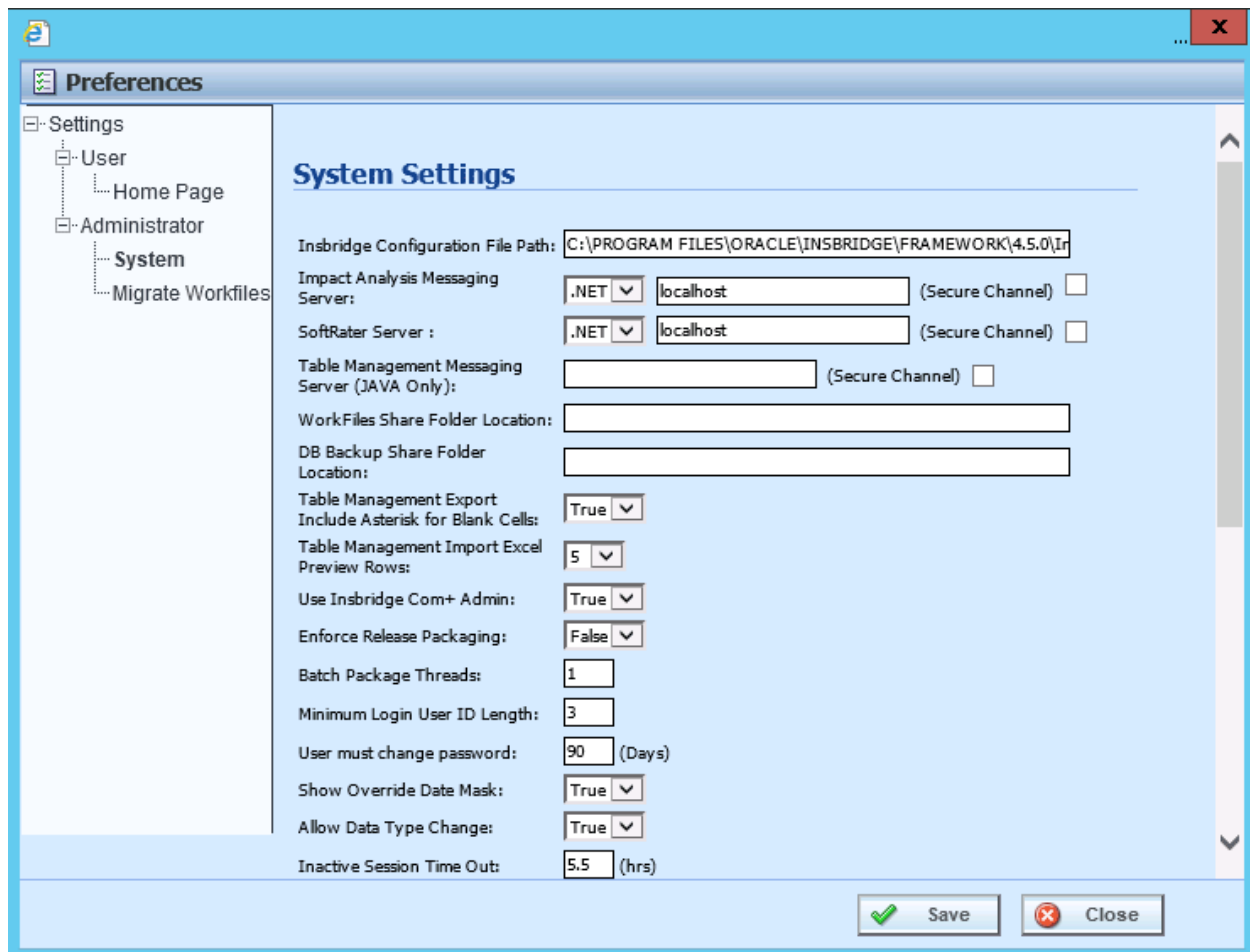 ...
x
Preferences
Settings
User
Home Page
Administrator
System
Migrate Workfiles
System Settings
Insbridge Configuration File Path: C:\PROGRAM FILES\ORACLE\INSBRIDGE\FRAMEWORK\4.5.0\
Impact Analysis Messaging
Server: .NET localhost (Secure Channel)
SoftRater Server : .NET localhost (Secure Channel)
Table Management Messaging
Server (JAVA Only): (Secure Channel)
WorkFiles Share Folder Location:
DB Backup Share Folder
Location:
Table Management Export
Include Asterisk for Blank Cells: True
Table Management Import Excel
Preview Rows: 5
Use Insbridge Com+ Admin: True
Enforce Release Packaging: False
Batch Package Threads: 1
Minimum Login User ID Length: 3
User must change password: 90 (Days)
Show Override Date Mask: True
Allow Data Type Change: True
Inactive Session Time Out: 5.5 (hrs)
Save
Close